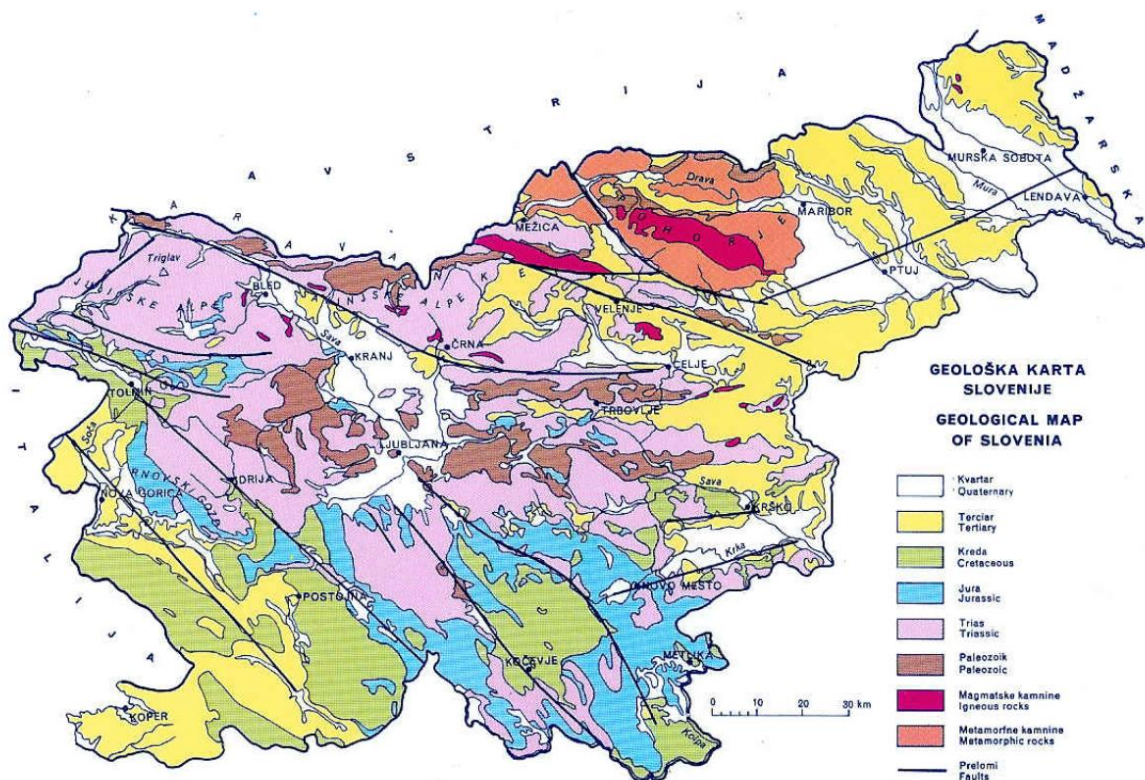 MADŽARSKA
AVSTRIJA
MURSKA SOBOTA
Mura
LENDAVA
Drava
MARIBOR
POHORJE
PTUJ
MEŽICA
KARAVANKE
Triglav
JULIJSKE ALPE
BLED
KAMNIŠKE ALPE
VELENJE
Sava
KRANJ
ČRNA
CELJE
TOLMIN
TRBOVLJE
LJUBLJANA
ITALIJA
Soča
IDRIJA
NOVA GORICA
Sava
KRŠKO
Krka
NOVO MESTO
POSTOJNA
METLIKA
KOČEVJE
KOPER
Kolpa
0 10 20 30 km
GEOLOŠKA KARTA
SLOVENIJE
GEOLOGICAL MAP
OF SLOVENIA
Kvartar
Quaternary
Terciar
Tertiary
Kreda
Cretaceous
Jura
Jurassic
Trias
Triassic
Paleozoik
Paleozoic
Magmatske kamnine
Igneous rocks
Metamorfne kamnine
Metamorphic rocks
Prelomi
Faults